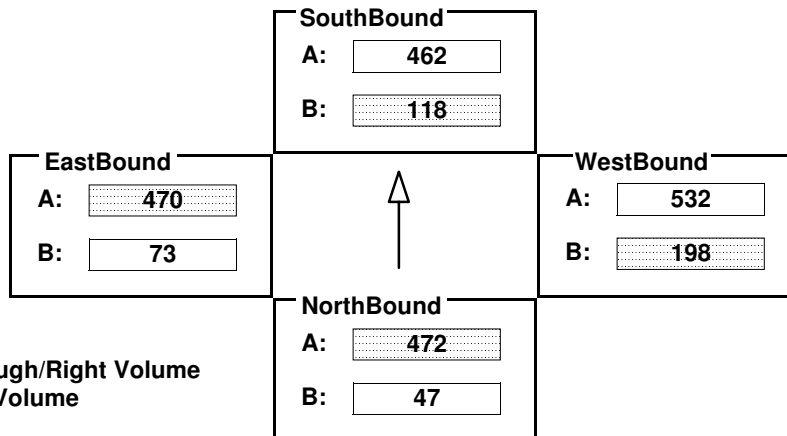 SouthBound
A: 462
B: 118
EastBound
A: 470
B: 73
WestBound
A: 532
B: 198
NorthBound
A: 472
B: 47
ugh/Right Volume
Volume